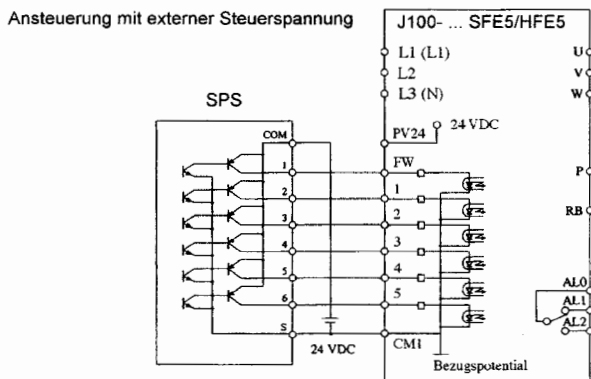 Ansteuerung mit externer Steuerspannung
J100- ... SFE5/HFE5
L1 (L1)
U
L2
V
L3 (N)
W
SPS
PV24
24 VDC
COM
FW
P
1
1
2
2
RB
3
3
4
4
5
AL0
5
AL1
6
AL2
S
24 VDC
CM1
Bezugspotential